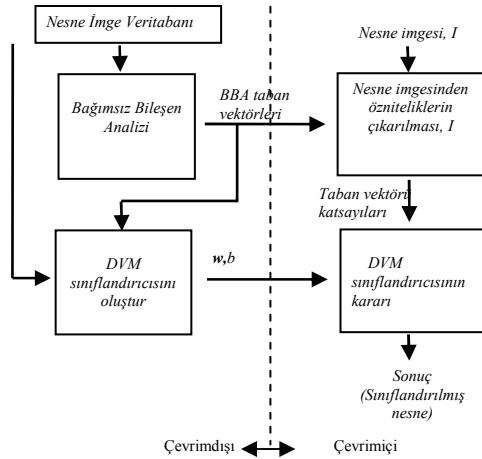 Nesne İmge Veritabanı
Bağımsız Bileşen
Analizi
BBA taban
vektörleri
Nesne imgesi, I
Nesne imgesinden
özniteliklerin
çıkarılması, I
Taban vektörü
katsayıları
DVM
sınıflandırıcısını
oluştur
w,b
DVM
sınıflandırıcısının
kararı
Sonuç
(Sınıflandırılmış
nesne)
Çevrimdışı
Çevrimiçi